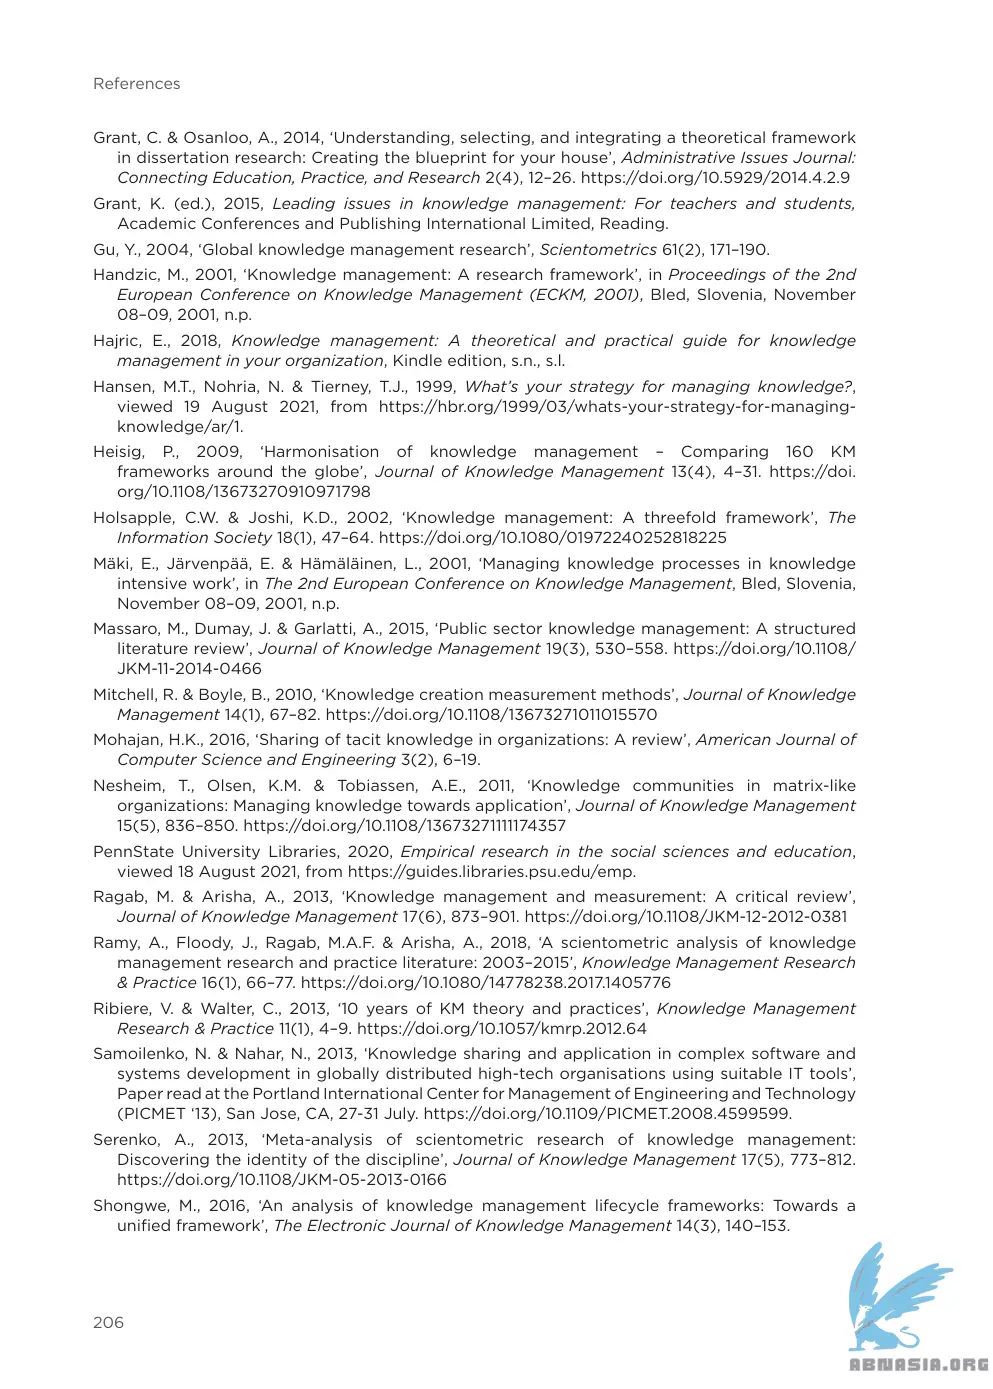 References
Grant, C. & Osanloo, A., 2014, ‘Understanding, selecting, and integrating a theoretical framework
in dissertation research: Creating the blueprint for your house’, Administrative Issues Journal:
Connecting Education, Practice, and Research 2(4), 12–26. https://doi.org/10.5929/2014.4.2.9
Grant, K. (ed.), 2015, Leading issues in knowledge management: For teachers and students,
Academic Conferences and Publishing International Limited, Reading.
Gu, Y., 2004, ‘Global knowledge management research’, Scientometrics 61(2), 171–190.
Handzic, M., 2001, ‘Knowledge management: A research framework’, in Proceedings of the 2nd
European Conference on Knowledge Management (ECKM, 2001), Bled, Slovenia, November
08–09, 2001, n.p.
Hajric, E., 2018, Knowledge management: A theoretical and practical guide for knowledge
management in your organization, Kindle edition, s.n., s.l.
Hansen, M.T., Nohria, N. & Tierney, T.J., 1999, What’s your strategy for managing knowledge?,
viewed 19 August 2021, from https://hbr.org/1999/03/whats-your-strategy-for-managing-
knowledge/ar/1.
Heisig, P., 2009, ‘Harmonisation of knowledge management – Comparing 160 KM
frameworks around the globe’, Journal of Knowledge Management 13(4), 4–31. https://doi.
org/10.1108/13673270910971798
Holsapple, C.W. & Joshi, K.D., 2002, ‘Knowledge management: A threefold framework’, The
Information Society 18(1), 47–64. https://doi.org/10.1080/01972240252818225
Mäki, E., Järvenpää, E. & Hämäläinen, L., 2001, ‘Managing knowledge processes in knowledge
intensive work’, in The 2nd European Conference on Knowledge Management, Bled, Slovenia,
November 08–09, 2001, n.p.
Massaro, M., Dumay, J. & Garlatti, A., 2015, ‘Public sector knowledge management: A structured
literature review’, Journal of Knowledge Management 19(3), 530–558. https://doi.org/10.1108/
JKM-11-2014-0466
Mitchell, R. & Boyle, B., 2010, ‘Knowledge creation measurement methods’, Journal of Knowledge
Management 14(1), 67–82. https://doi.org/10.1108/13673271011015570
Mohajan, H.K., 2016, ‘Sharing of tacit knowledge in organizations: A review’, American Journal of
Computer Science and Engineering 3(2), 6–19.
Nesheim, T., Olsen, K.M. & Tobiassen, A.E., 2011, ‘Knowledge communities in matrix-like
organizations: Managing knowledge towards application’, Journal of Knowledge Management
15(5), 836–850. https://doi.org/10.1108/13673271111174357
PennState University Libraries, 2020, Empirical research in the social sciences and education,
viewed 18 August 2021, from https://guides.libraries.psu.edu/emp.
Ragab, M. & Arisha, A., 2013, ‘Knowledge management and measurement: A critical review’,
Journal of Knowledge Management 17(6), 873–901. https://doi.org/10.1108/JKM-12-2012-0381
Ramy, A., Floody, J., Ragab, M.A.F. & Arisha, A., 2018, ‘A scientometric analysis of knowledge
management research and practice literature: 2003–2015’, Knowledge Management Research
& Practice 16(1), 66–77. https://doi.org/10.1080/14778238.2017.1405776
Ribiere, V. & Walter, C., 2013, ‘10 years of KM theory and practices’, Knowledge Management
Research & Practice 11(1), 4–9. https://doi.org/10.1057/kmrp.2012.64
Samoilenko, N. & Nahar, N., 2013, ‘Knowledge sharing and application in complex software and
systems development in globally distributed high-tech organisations using suitable IT tools’,
Paper read at the Portland International Center for Management of Engineering and Technology
(PICMET ‘13), San Jose, CA, 27-31 July. https://doi.org/10.1109/PICMET.2008.4599599.
Serenko, A., 2013, ‘Meta-analysis of scientometric research of knowledge management:
Discovering the identity of the discipline’, Journal of Knowledge Management 17(5), 773–812.
https://doi.org/10.1108/JKM-05-2013-0166
Shongwe, M., 2016, ‘An analysis of knowledge management lifecycle frameworks: Towards a
unified framework’, The Electronic Journal of Knowledge Management 14(3), 140–153.
206
ABNASIA.ORG